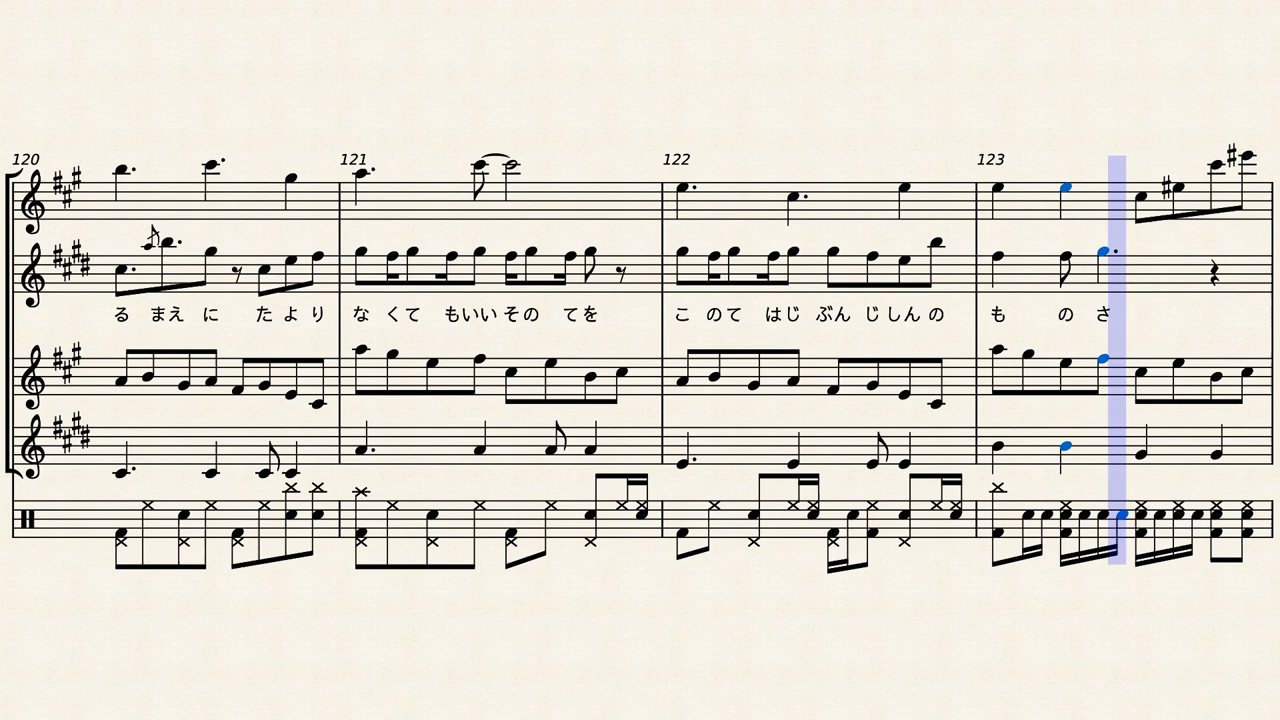 120 121 122 123
る まえ に た よ り な くて もいい その てを こ のて はじ ぶん じ しん の も の さ